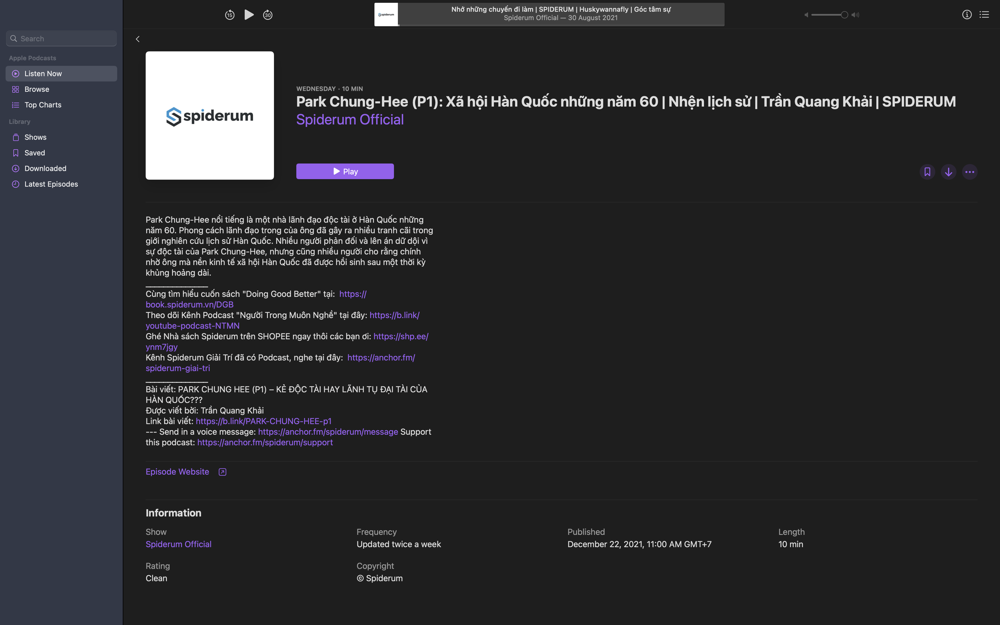 15
30
spiderum
Nhớ những chuyến đi làm | SPIDERUM | Huskywannafly | Góc tâm sự
Spiderum Official — 30 August 2021
Search
Apple Podcasts
Listen Now
Browse
Top Charts
Library
Shows
Saved
Downloaded
Latest Episodes
spiderum
WEDNESDAY · 10 MIN
Park Chung-Hee (P1): Xã hội Hàn Quốc những năm 60 | Nhện lịch sử | Trần Quang Khải | SPIDERUM
Spiderum Official
Play
Park Chung-Hee nổi tiếng là một nhà lãnh đạo độc tài ở Hàn Quốc những
năm 60. Phong cách lãnh đạo trong của ông đã gây ra nhiều tranh cãi trong
giới nghiên cứu lịch sử Hàn Quốc. Nhiều người phản đối và lên án dữ dội vì
sự độc tài của Park Chung-Hee, nhưng cũng nhiều người cho rằng chính
nhờ ông mà nền kinh tế xã hội Hàn Quốc đã được hồi sinh sau một thời kỳ
khủng hoảng dài.
______________
Cùng tìm hiểu cuốn sách "Doing Good Better" tại:  https://
book.spiderum.vn/DGB
Theo dõi Kênh Podcast "Người Trong Muôn Nghề" tại đây: https://b.link/
youtube-podcast-NTMN
Ghé Nhà sách Spiderum trên SHOPEE ngay thôi các bạn ơi: https://shp.ee/
ynm7jgy
Kênh Spiderum Giải Trí đã có Podcast, nghe tại đây:  https://anchor.fm/
spiderum-giai-tri
______________
Bài viết: PARK CHUNG HEE (P1) – KẺ ĐỘC TÀI HAY LÃNH TỤ ĐẠI TÀI CỦA
HÀN QUỐC???
Được viết bởi: Trần Quang Khải
Link bài viết: https://b.link/PARK-CHUNG-HEE-p1
--- Send in a voice message: https://anchor.fm/spiderum/message Support
this podcast: https://anchor.fm/spiderum/support
Episode Website
Information
Show
Spiderum Official
Frequency
Updated twice a week
Published
December 22, 2021, 11:00 AM GMT+7
Length
10 min
Rating
Clean
Copyright
© Spiderum